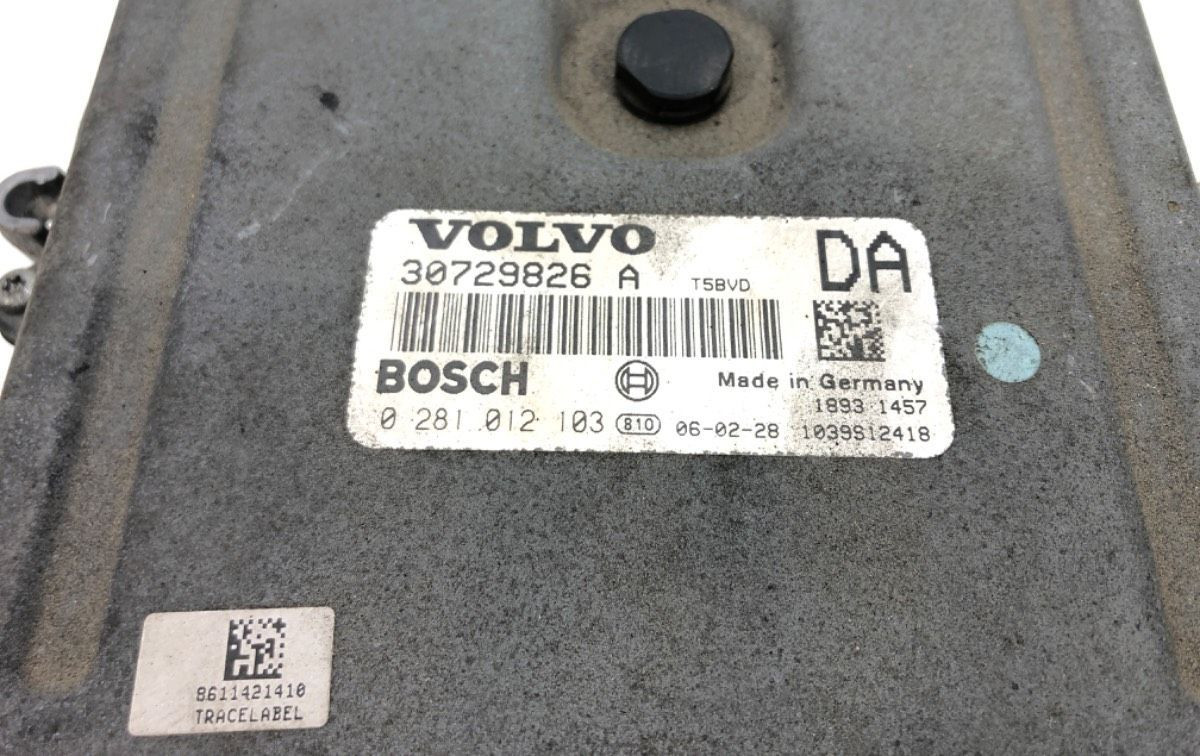 VOLVO
30729826 A T5BVD
DA
BOSCH
Made in Germany
1893 1457
0 281 012 103 810 06-02-28 1039S12418
8611421410
TRACELABEL